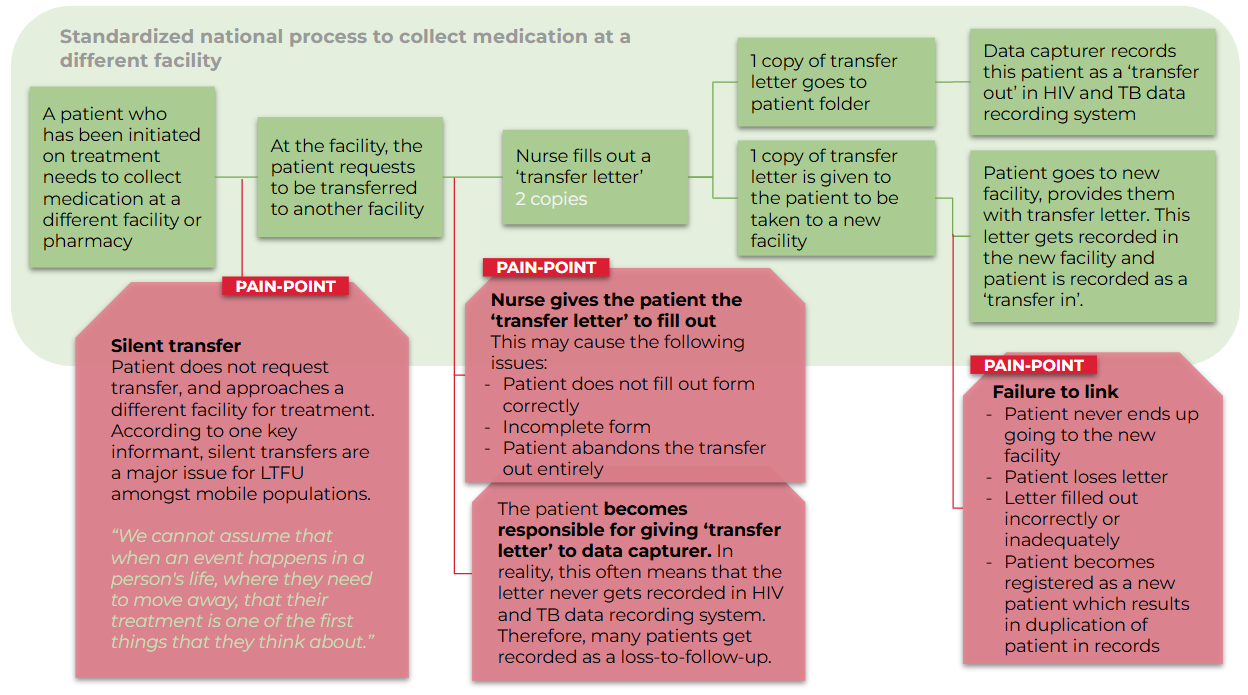 Standardized national process to collect medication at a
different facility
A patient who
has been initiated
on treatment
needs to collect
medication at a
different facility or
pharmacy
At the facility, the
patient requests
to be transferred
to another facility
Nurse fills out a
‘transfer letter’
2 copies
1 copy of transfer
letter goes to
patient folder
Data capturer records
this patient as a ‘transfer
out’ in HIV and TB data
recording system
1 copy of transfer
letter is given to
the patient to be
taken to a new
facility
Patient goes to new
facility, provides them
with transfer letter. This
letter gets recorded in
the new facility and
patient is recorded as a
‘transfer in’.
PAIN-POINT
Silent transfer
Patient does not request
transfer, and approaches a
different facility for treatment.
According to one key
informant, silent transfers are
a major issue for LTFU
amongst mobile populations.
“We cannot assume that
when an event happens in a
person's life, where they need
to move away, that their
treatment is one of the first
things that they think about.”
PAIN-POINT
Nurse gives the patient the
‘transfer letter’ to fill out
This may cause the following
issues:
- Patient does not fill out form
correctly
- Incomplete form
- Patient abandons the transfer
out entirely
The patient becomes
responsible for giving ‘transfer
letter’ to data capturer. In
reality, this often means that the
letter never gets recorded in HIV
and TB data recording system.
Therefore, many patients get
recorded as a loss-to-follow-up.
PAIN-POINT
Failure to link
- Patient never ends up
going to the new
facility
- Patient loses letter
- Letter filled out
incorrectly or
inadequately
- Patient becomes
registered as a new
patient which results
in duplication of
patient in records